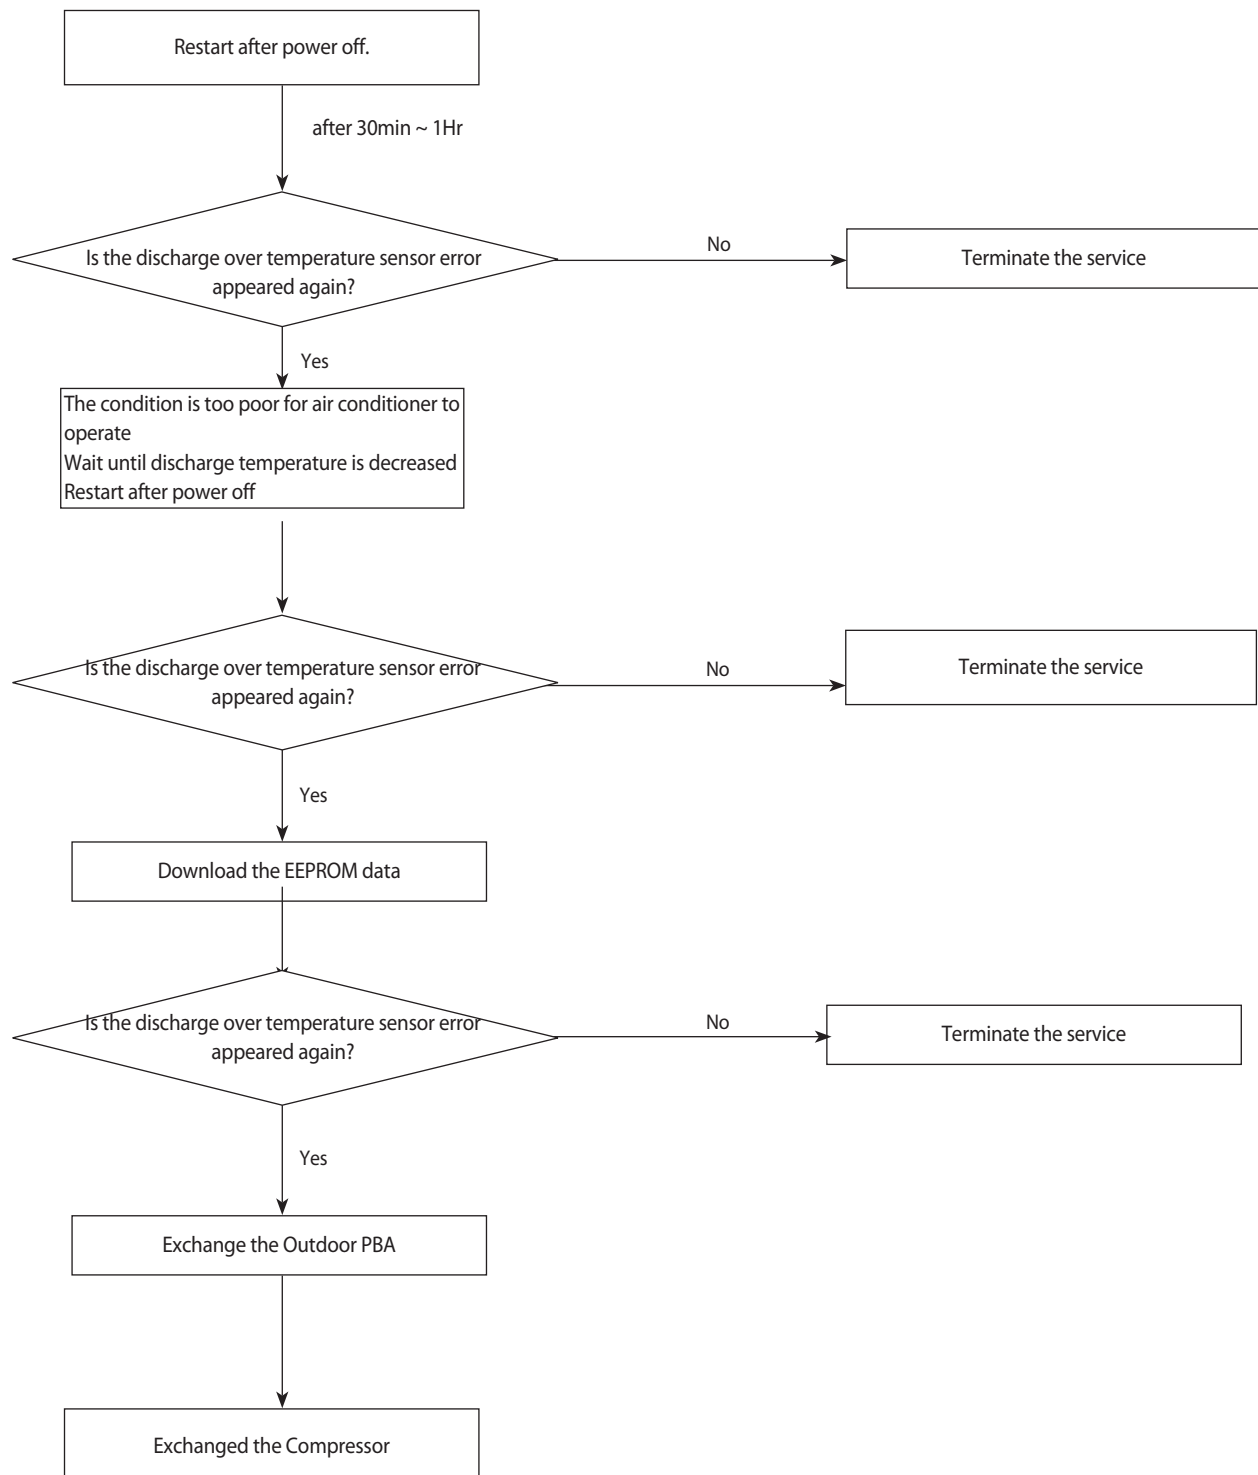 Restart after power off.
after 30min ~ 1Hr
Is the discharge over temperature sensor error
appeared again?
No
Terminate the service
Yes
The condition is too poor for air conditioner to
operate
Wait until discharge temperature is decreased
Restart after power off
Is the discharge over temperature sensor error
appeared again?
No
Terminate the service
Yes
Download the EEPROM data
Is the discharge over temperature sensor error
appeared again?
No
Terminate the service
Yes
Exchange the Outdoor PBA
Exchanged the Compressor